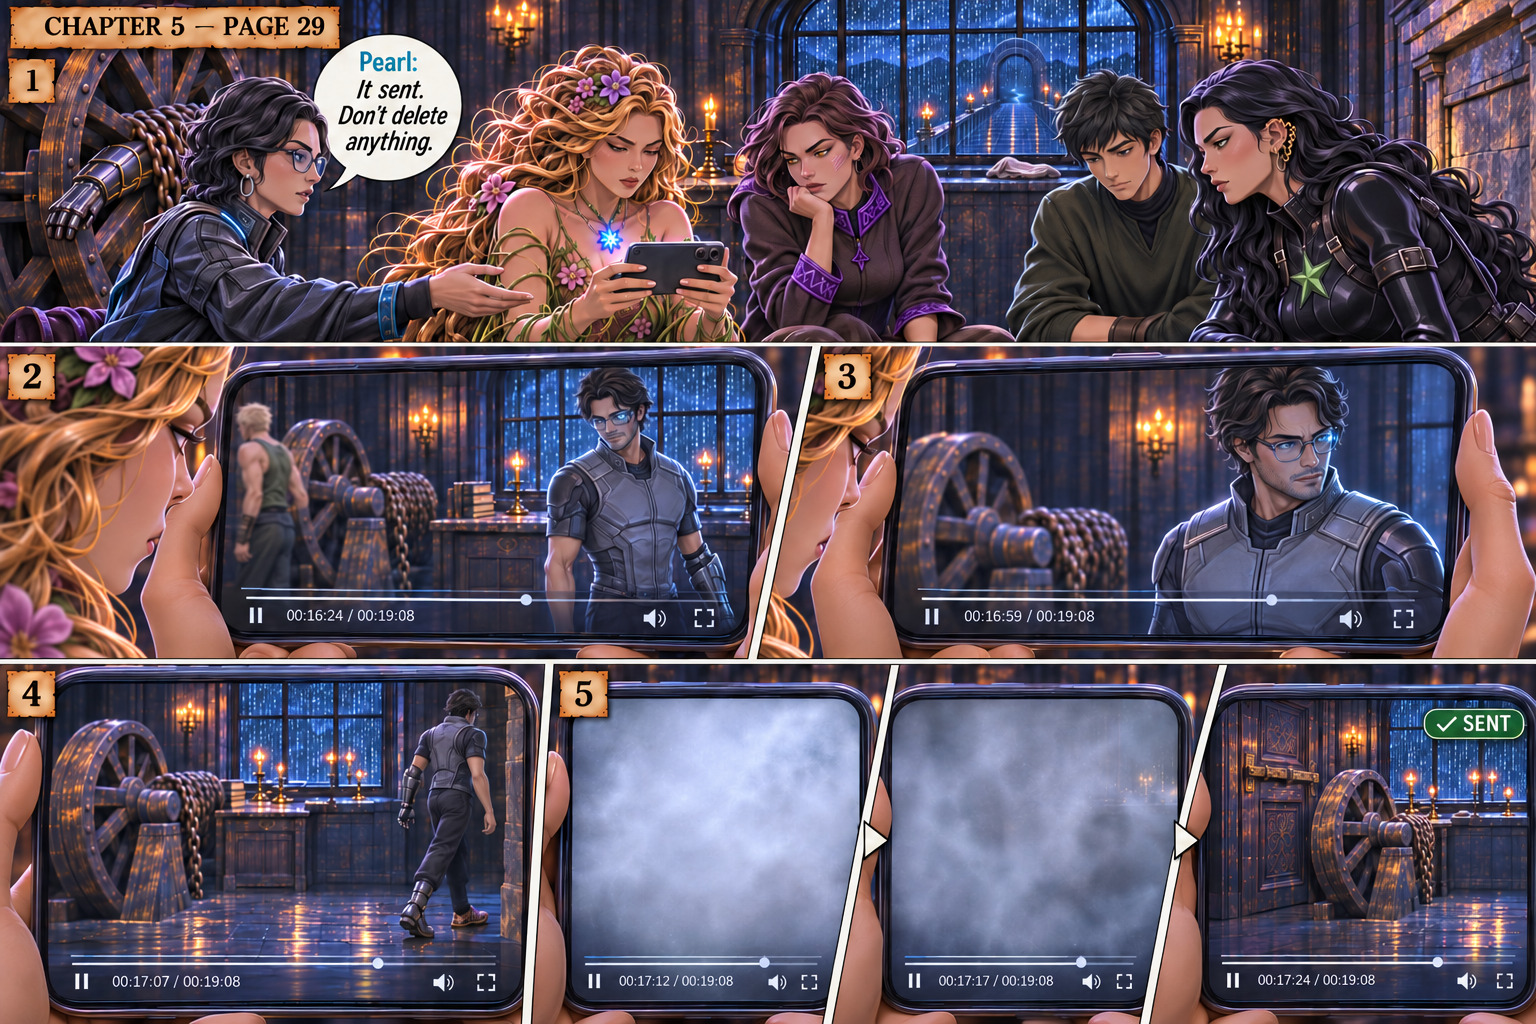 CHAPTER 5 — PAGE 29
1
Pearl:
It sent.
Don't delete
anything.
2
00:16:24 / 00:19:08
3
00:16:59 / 00:19:08
4
00:17:07 / 00:19:08
5
00:17:12 / 00:19:08
00:17:17 / 00:19:08
✓ SENT
00:17:24 / 00:19:08